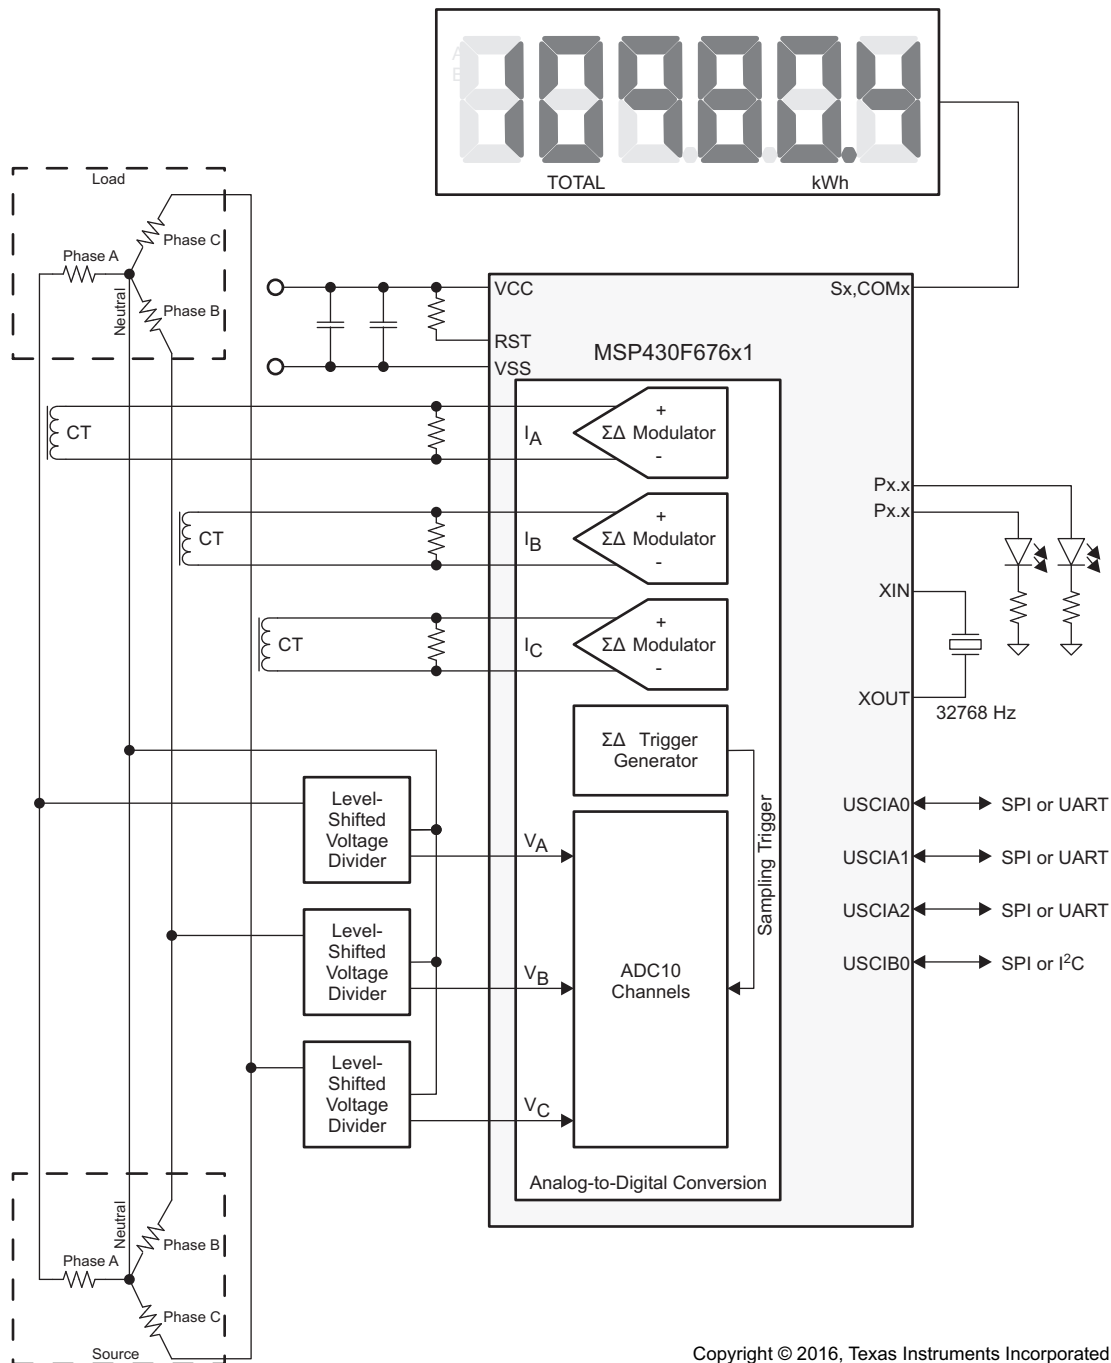 A
B
10980.4
TOTAL kWh
Load
Phase C
Phase A
Neutral
Phase B
VCC
RST
VSS
Sx,COMx
MSP430F676x1
CT
IA
+
ΣΔ Modulator
-
CT
IB
+
ΣΔ Modulator
-
CT
IC
+
ΣΔ Modulator
-
Px.x
Px.x
XIN
XOUT
32768 Hz
ΣΔ Trigger
Generator
Sampling Trigger
Level-
Shifted
Voltage
Divider
VA
Level-
Shifted
Voltage
Divider
VB
ADC10
Channels
Level-
Shifted
Voltage
Divider
VC
Analog-to-Digital Conversion
USCIA0 SPI or UART
USCIA1 SPI or UART
USCIA2 SPI or UART
USCIB0 SPI or I²C
Neutral
Phase B
Phase A
Phase C
Source
Copyright © 2016, Texas Instruments Incorporated